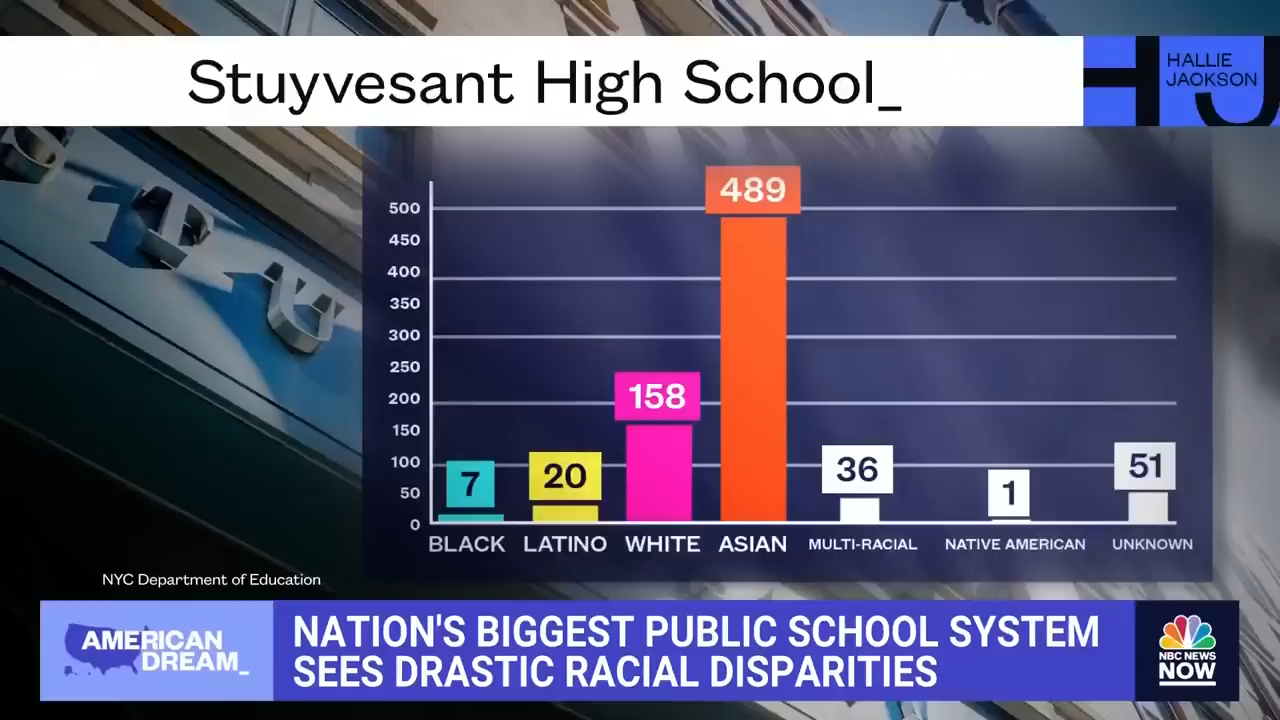 Stuyvesant High School_
HALLIE
JACKSON
HJ
500
450
400
350
300
250
200
150
100
50
0
7
20
158
489
36
1
51
BLACK
LATINO
WHITE
ASIAN
MULTI-RACIAL
NATIVE AMERICAN
UNKNOWN
NYC Department of Education
AMERICAN
DREAM_
NATION'S BIGGEST PUBLIC SCHOOL SYSTEM
SEES DRASTIC RACIAL DISPARITIES
NBC NEWS
NOW